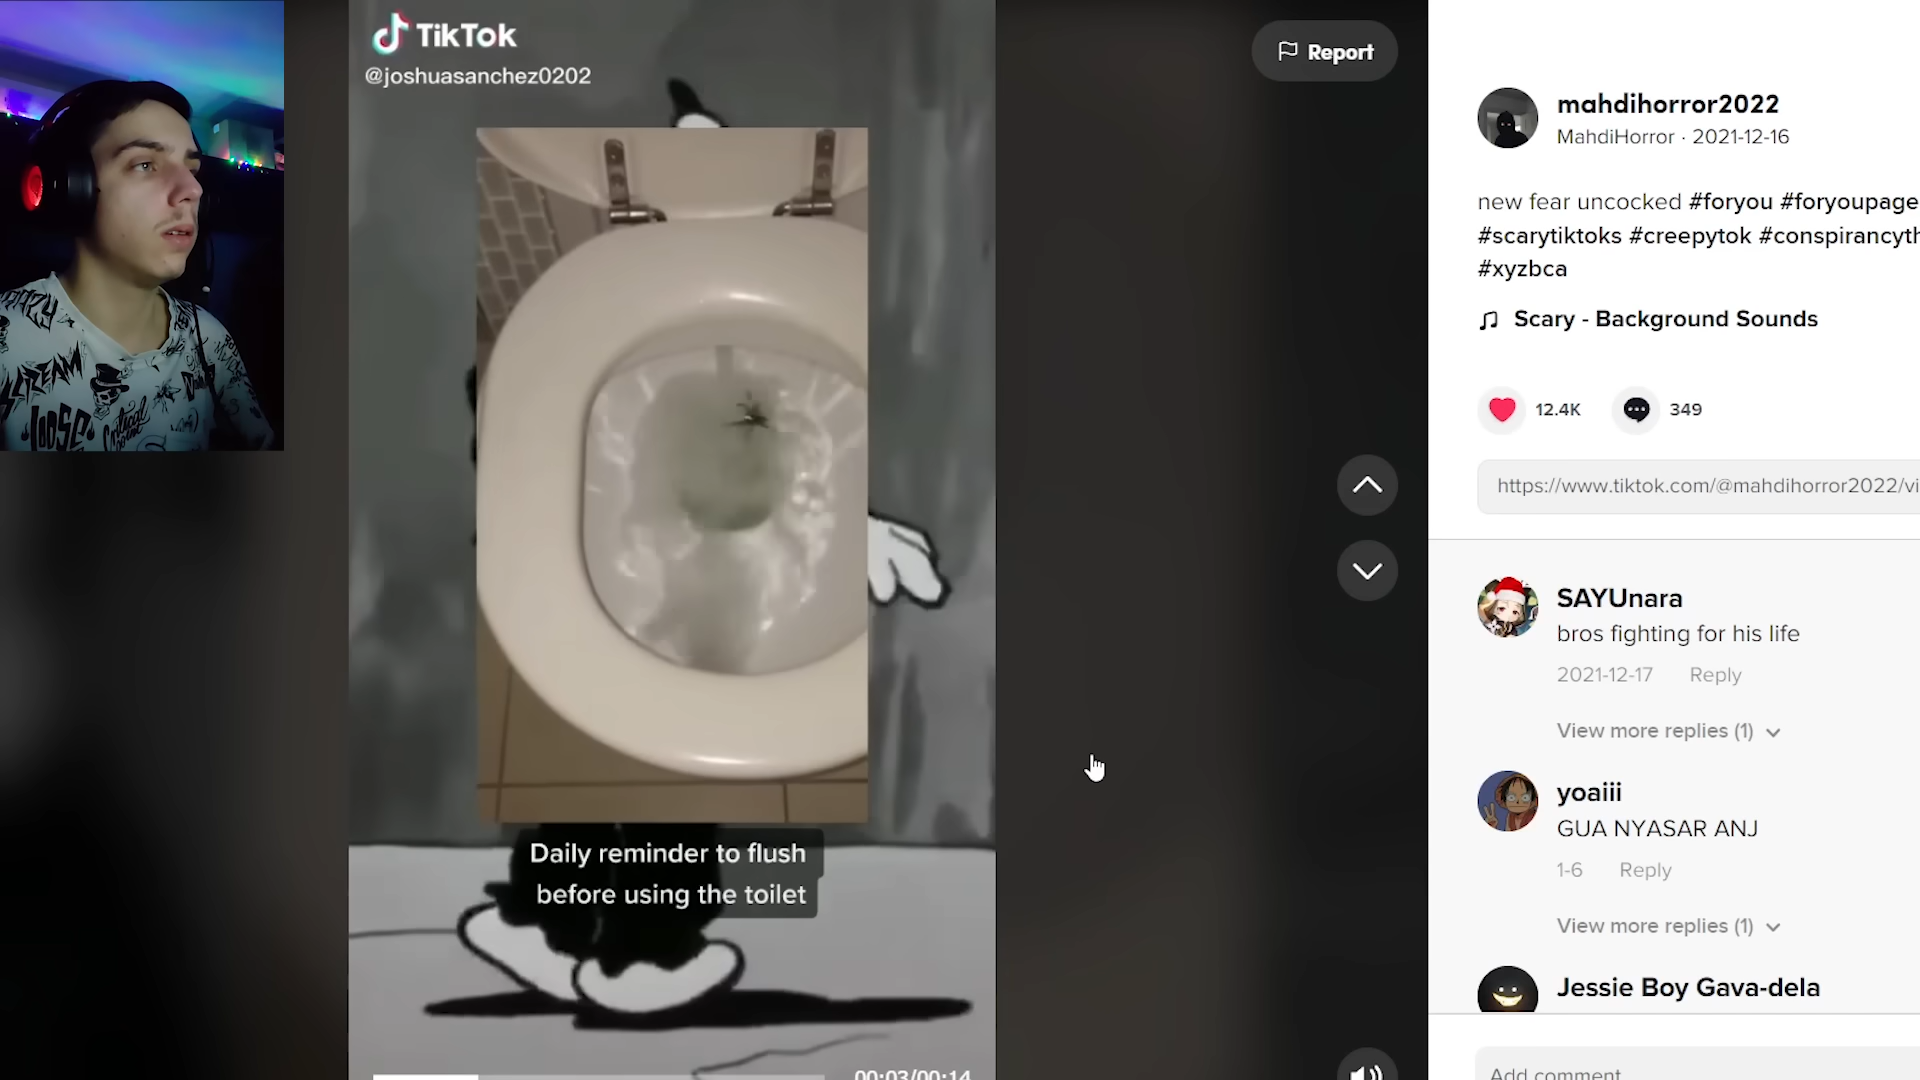 TikTok
@joshuasanchez0202
Report
mahdihorror2022
MahdiHorror · 2021-12-16
new fear uncocked #foryou #foryoupage
#scarytiktoks #creepytok #conspirancyth
#xyzbca
Scary - Background Sounds
12.4K
349
https://www.tiktok.com/@mahdihorror2022/vi
SAYUnara
bros fighting for his life
2021-12-17 Reply
View more replies (1)
yoaiii
GUA NYASAR ANJ
1-6 Reply
View more replies (1)
Jessie Boy Gava-dela
Add comment
Daily reminder to flush
before using the toilet
00:03/00:14
SCREAM
LOOSE